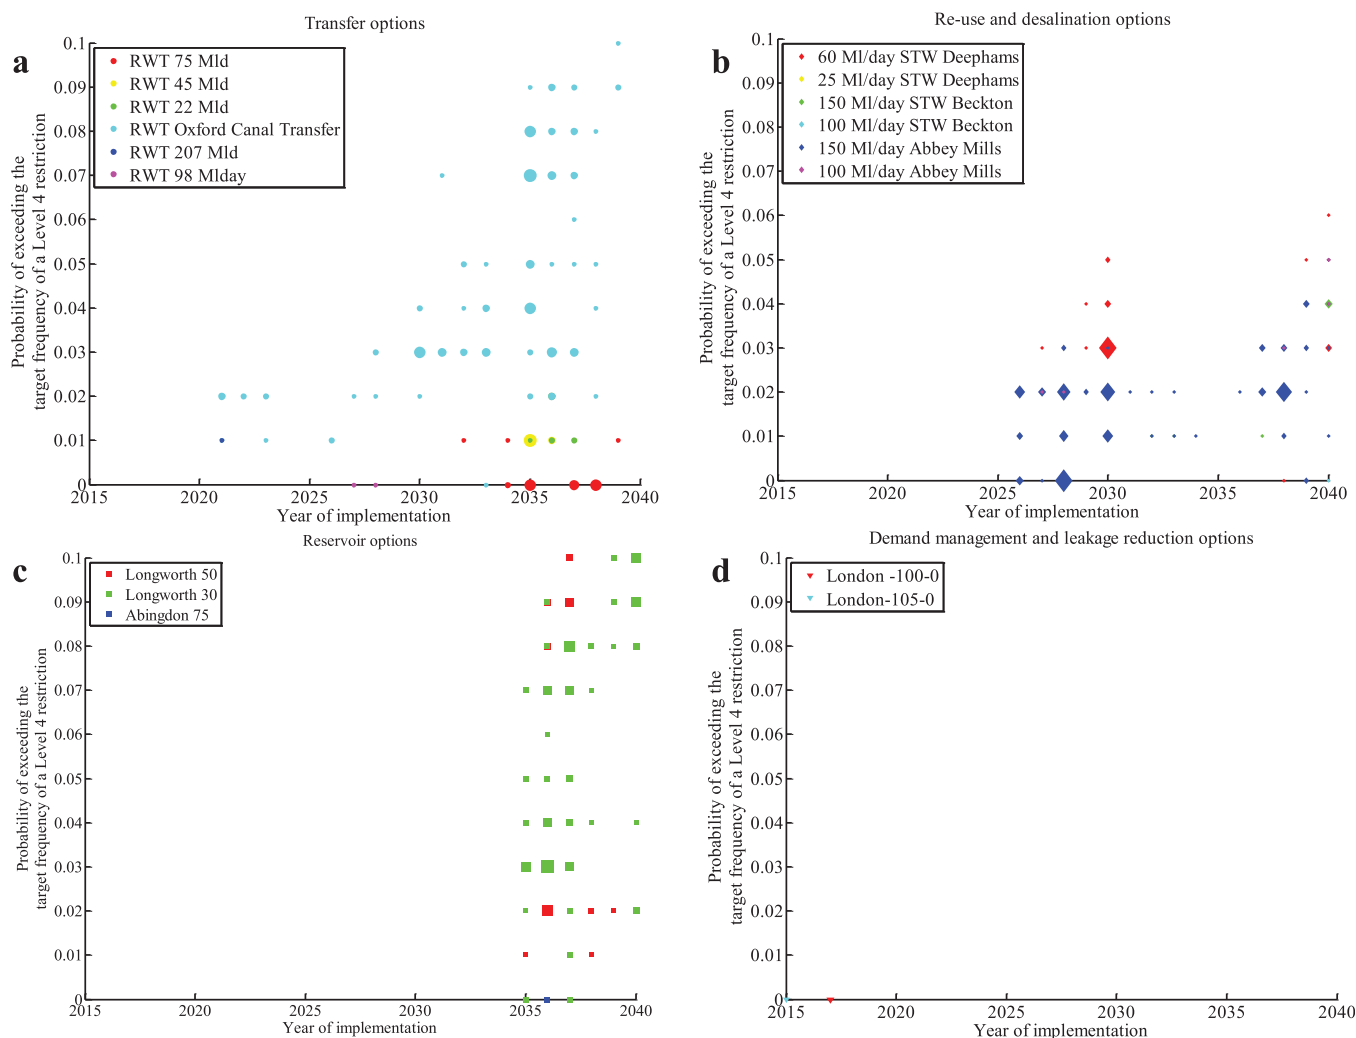 Transfer options
a
0.1
0.09
0.08
0.07
0.06
0.05
0.04
0.03
0.02
0.01
0
Probability of exceeding the
target frequency of a Level 4 restriction
RWT 75 Mld
RWT 45 Mld
RWT 22 Mld
RWT Oxford Canal Transfer
RWT 207 Mld
RWT 98 Mlday
2015 2020 2025 2030 2035 2040
Year of implementation
Re-use and desalination options
b
0.1
0.09
0.08
0.07
0.06
0.05
0.04
0.03
0.02
0.01
0
Probability of exceeding the
target frequency of a Level 4 restriction
60 Ml/day STW Deephams
25 Ml/day STW Deephams
150 Ml/day STW Beckton
100 Ml/day STW Beckton
150 Ml/day Abbey Mills
100 Ml/day Abbey Mills
2015 2020 2025 2030 2035 2040
Year of implementation
Reservoir options
c
0.1
0.09
0.08
0.07
0.06
0.05
0.04
0.03
0.02
0.01
0
Probability of exceeding the
target frequency of a Level 4 restriction
Longworth 50
Longworth 30
Abingdon 75
2015 2020 2025 2030 2035 2040
Year of implementation
Demand management and leakage reduction options
d
0.1
0.09
0.08
0.07
0.06
0.05
0.04
0.03
0.02
0.01
0
Probability of exceeding the
target frequency of a Level 4 restriction
London -100-0
London-105-0
2015 2020 2025 2030 2035 2040
Year of implementation